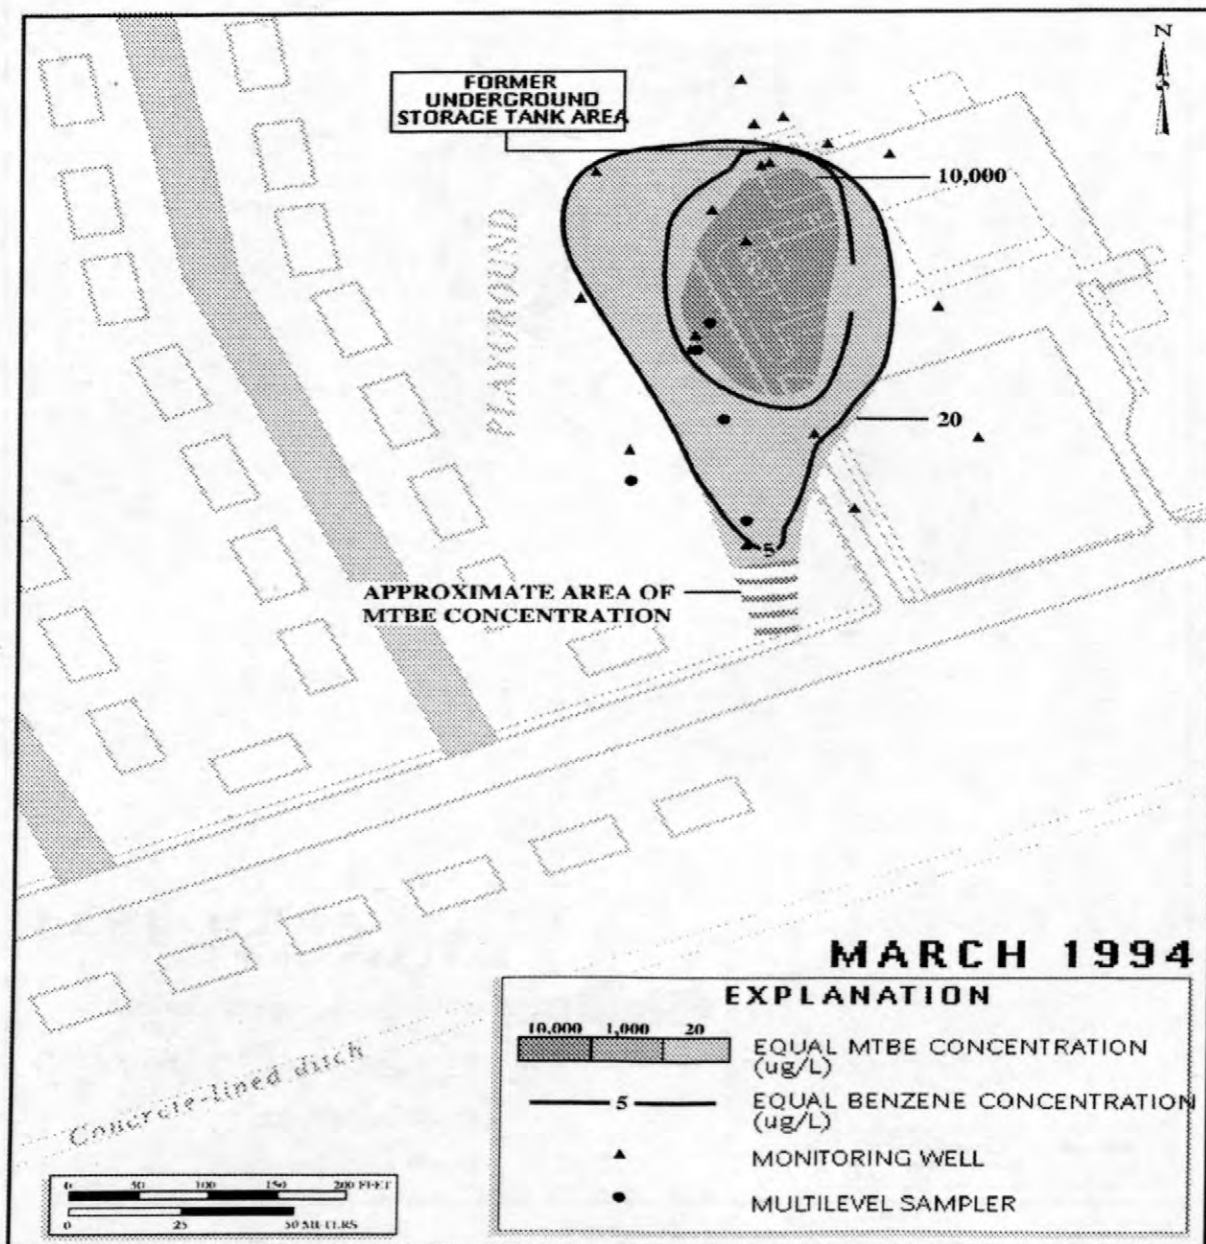 N
FORMER
UNDERGROUND
STORAGE TANK AREA
10,000
PLAYGROUND
20
5
APPROXIMATE AREA OF
MTBE CONCENTRATION
MARCH 1994
EXPLANATION
10,000 1,000 20
EQUAL MTBE CONCENTRATION
(ug/L)
5
EQUAL BENZENE CONCENTRATION
(ug/L)
MONITORING WELL
MULTILEVEL SAMPLER
Concrete-lined ditch
0 50 100 150 200 FEET
0 25 50 METERS